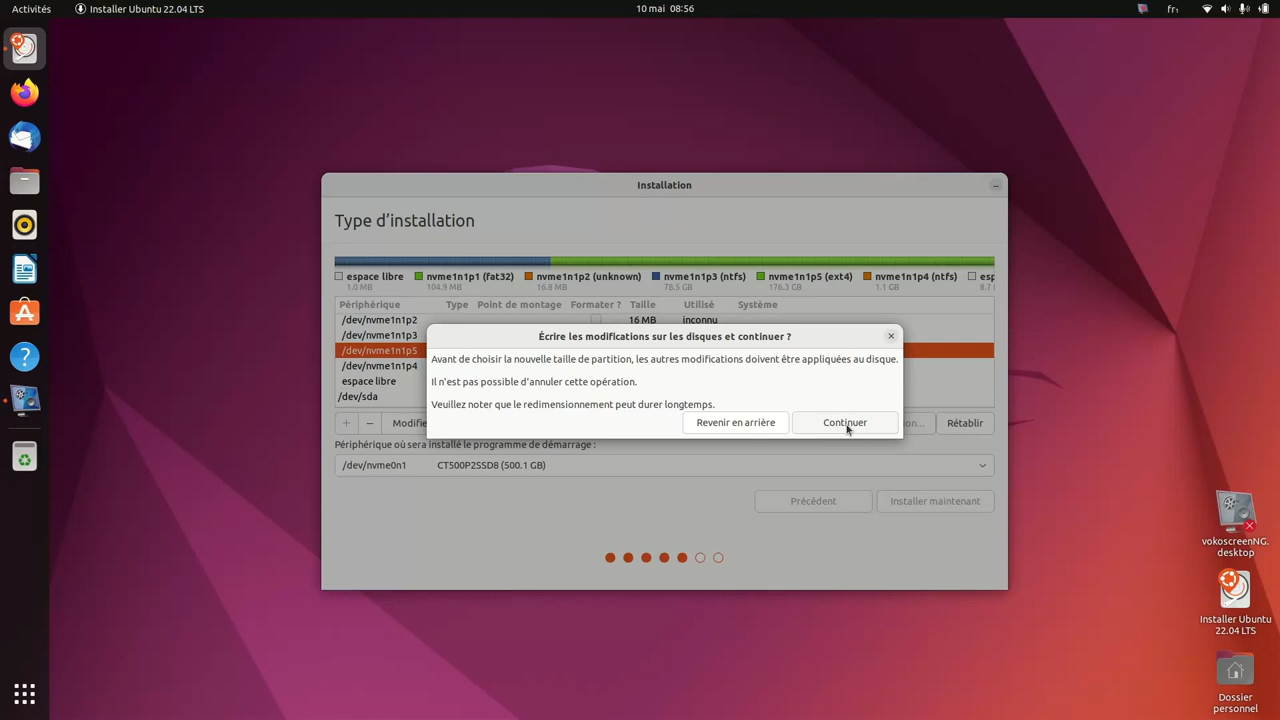 Activités
Installer Ubuntu 22.04 LTS
10 mai 08:56
fr₁
Installation
Type d'installation
espace libre nvme1n1p1 (fat32) nvme1n1p2 (unknown) nvme1n1p3 (ntfs) nvme1n1p5 (ext4) nvme1n1p4 (ntfs) esp
1.0 MB 104.9 MB 16.8 MB 78.5 GB 176.3 GB 1.1 GB 8.7
Périphérique Type Point de montage Formater ? Taille Utilisé Système
/dev/nvme1n1p2 16 MB inconnu
/dev/nvme1n1p3
/dev/nvme1n1p5
/dev/nvme1n1p4
espace libre
/dev/sda
Écrire les modifications sur les disques et continuer ?
Avant de choisir la nouvelle taille de partition, les autres modifications doivent être appliquées au disque.
Il n'est pas possible d'annuler cette opération.
Veuillez noter que le redimensionnement peut durer longtemps.
Revenir en arrière
Continuer
+ − Modifie on... Rétablir
Périphérique où sera installé le programme de démarrage :
/dev/nvme0n1 CT500P2SSD8 (500.1 GB)
Précédent
Installer maintenant
vokoscreenNG.
desktop
Installer Ubuntu
22.04 LTS
Dossier
personnel